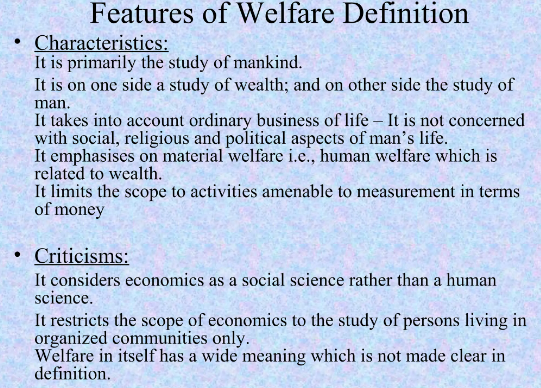 Features of Welfare Definition
• Characteristics:
It is primarily the study of mankind.
It is on one side a study of wealth; and on other side the study of
man.
It takes into account ordinary business of life – It is not concerned
with social, religious and political aspects of man's life.
It emphasises on material welfare i.e., human welfare which is
related to wealth.
It limits the scope to activities amenable to measurement in terms
of money
• Criticisms:
It considers economics as a social science rather than a human
science.
It restricts the scope of economics to the study of persons living in
organized communities only.
Welfare in itself has a wide meaning which is not made clear in
definition.